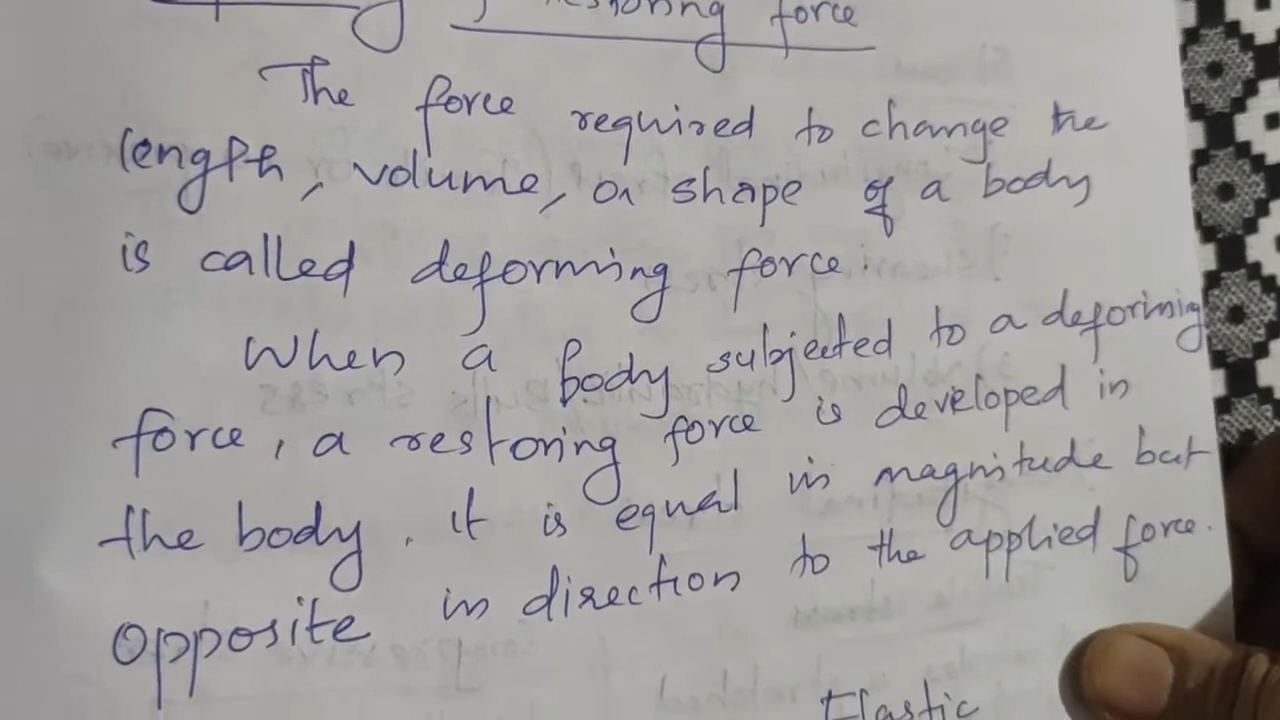 restoring force
The force required to change the
length, volume, or shape of a body
is called deforming force.
When a body subjected to a deforming
force, a restoring force is developed in
the body. it is equal in magnitude but
opposite in direction to the applied force.
Elastic